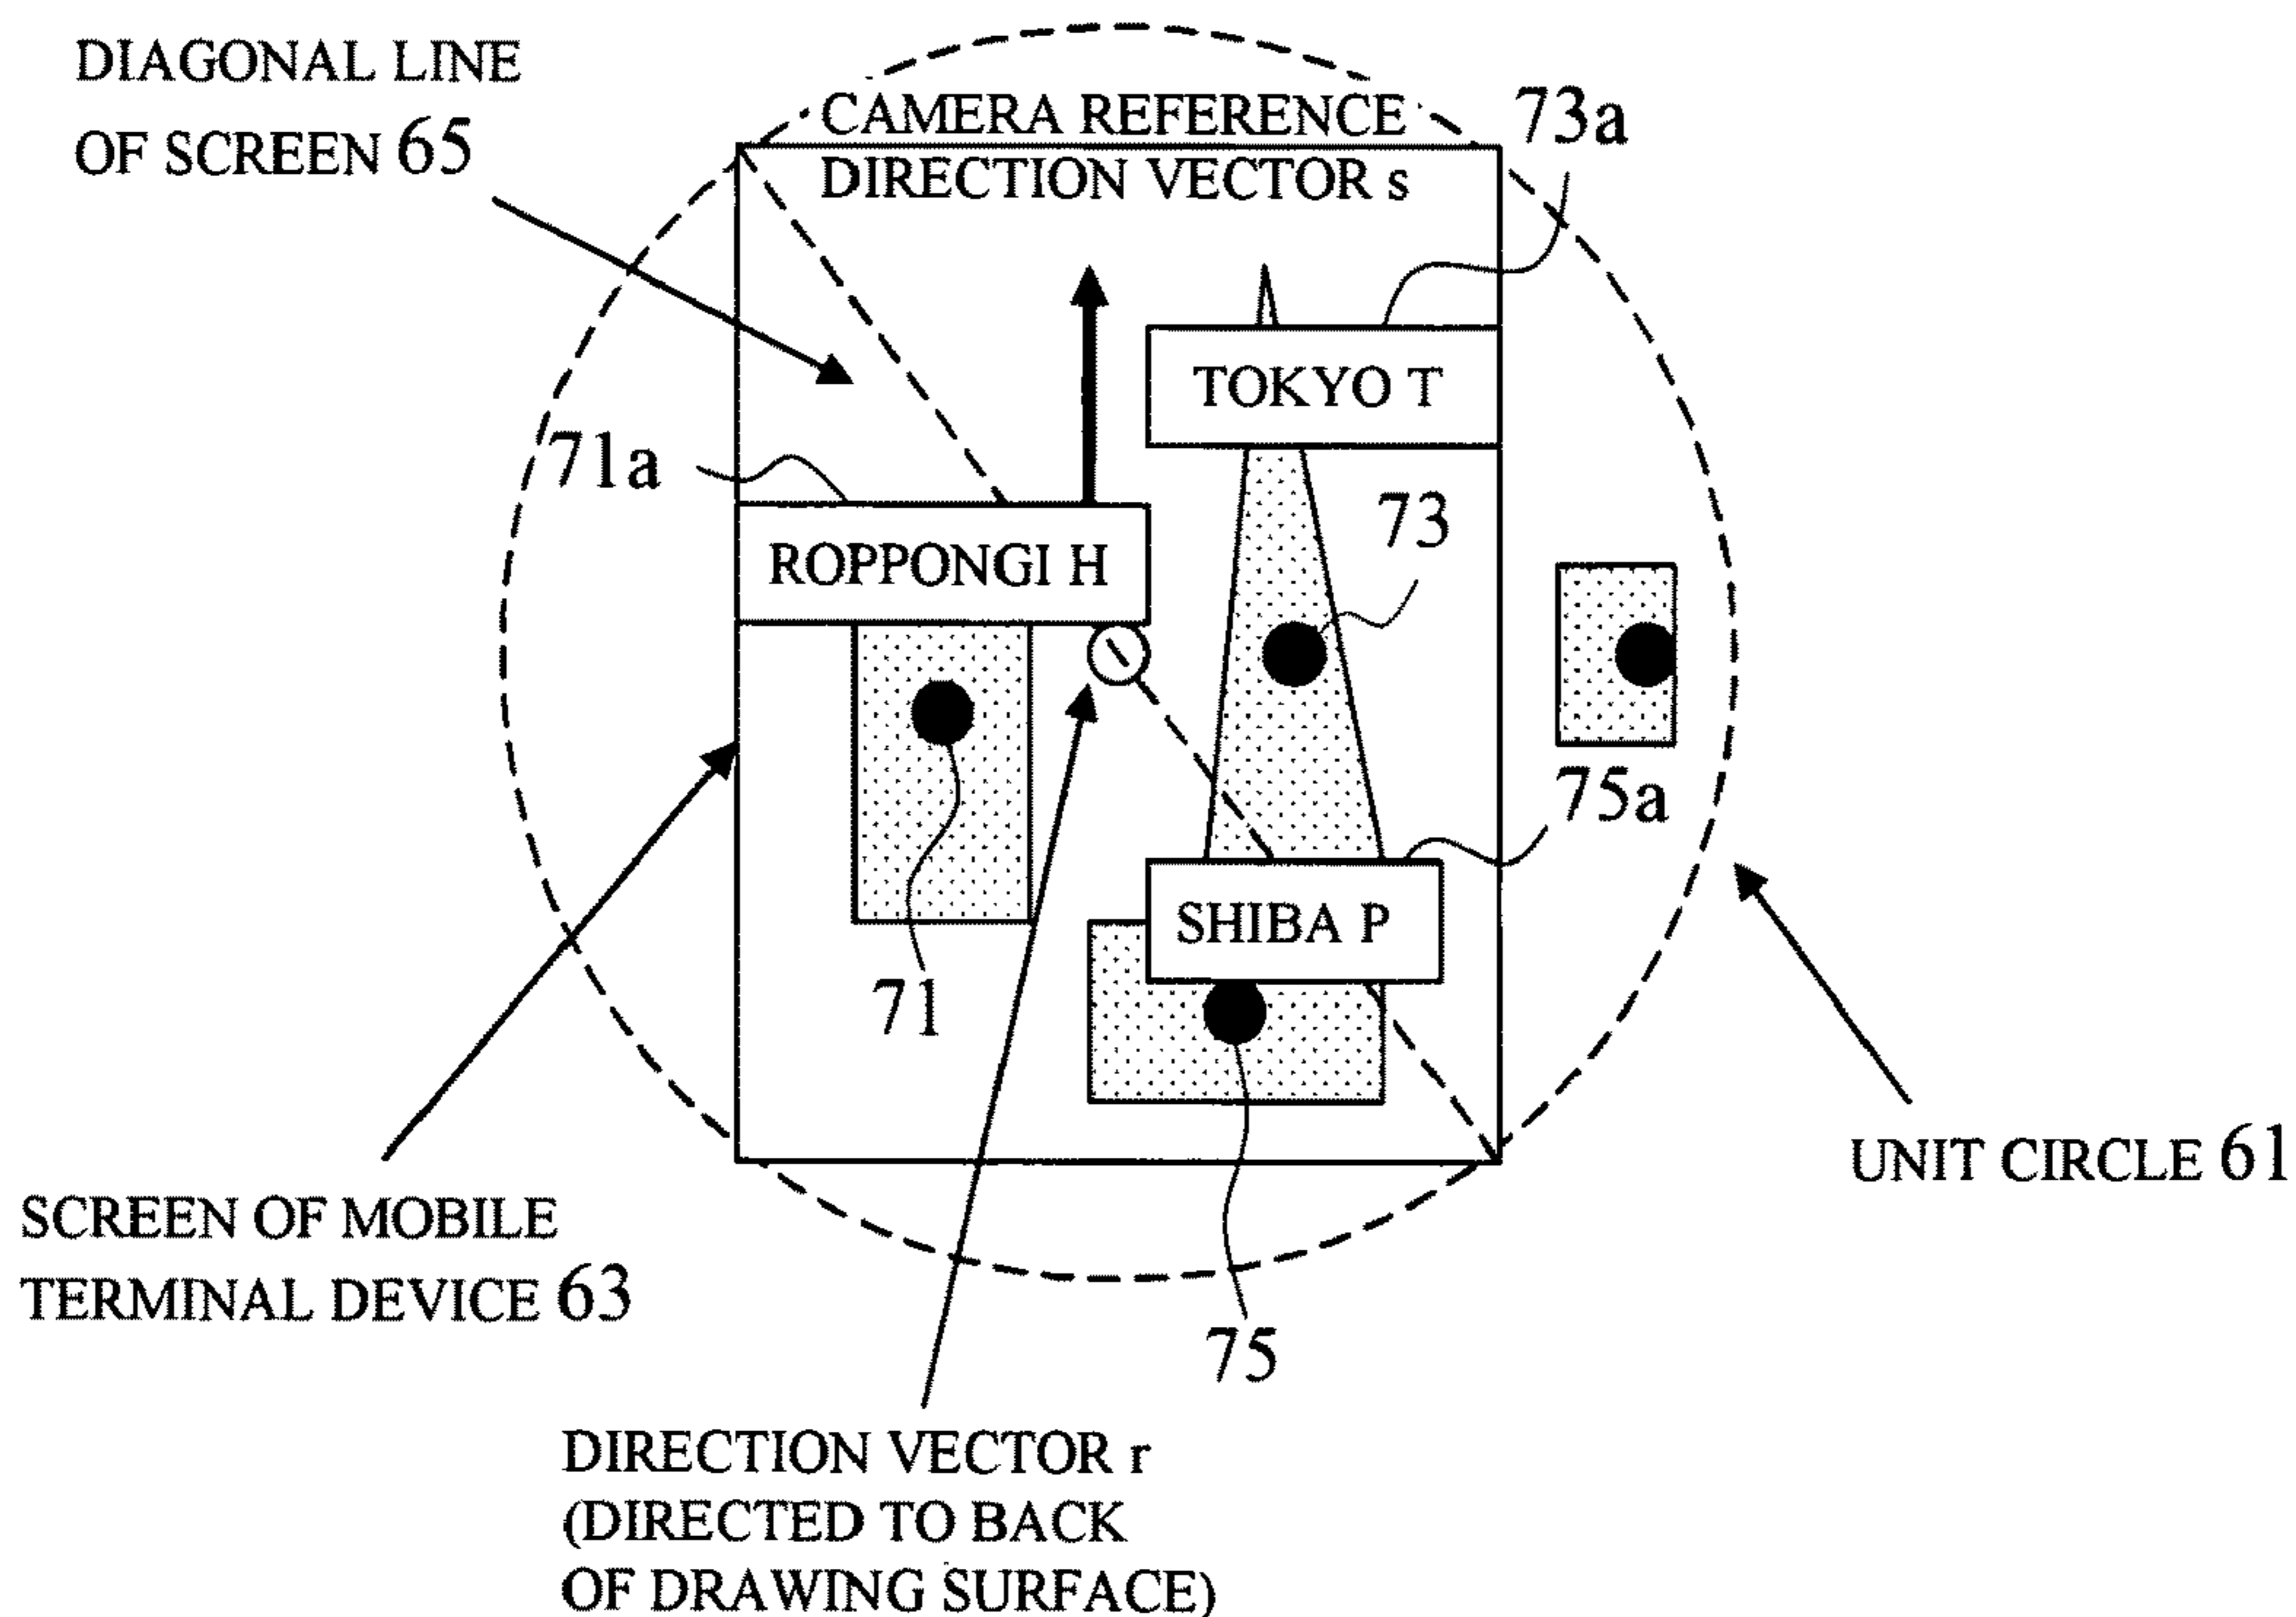 DIAGONAL LINE
OF SCREEN 65
CAMERA REFERENCE
DIRECTION VECTOR s
73a
TOKYO T
71a
73
ROPPONGI H
75a
SHIBA P
71
UNIT CIRCLE 61
SCREEN OF MOBILE
TERMINAL DEVICE 63
75
DIRECTION VECTOR r
(DIRECTED TO BACK
OF DRAWING SURFACE)